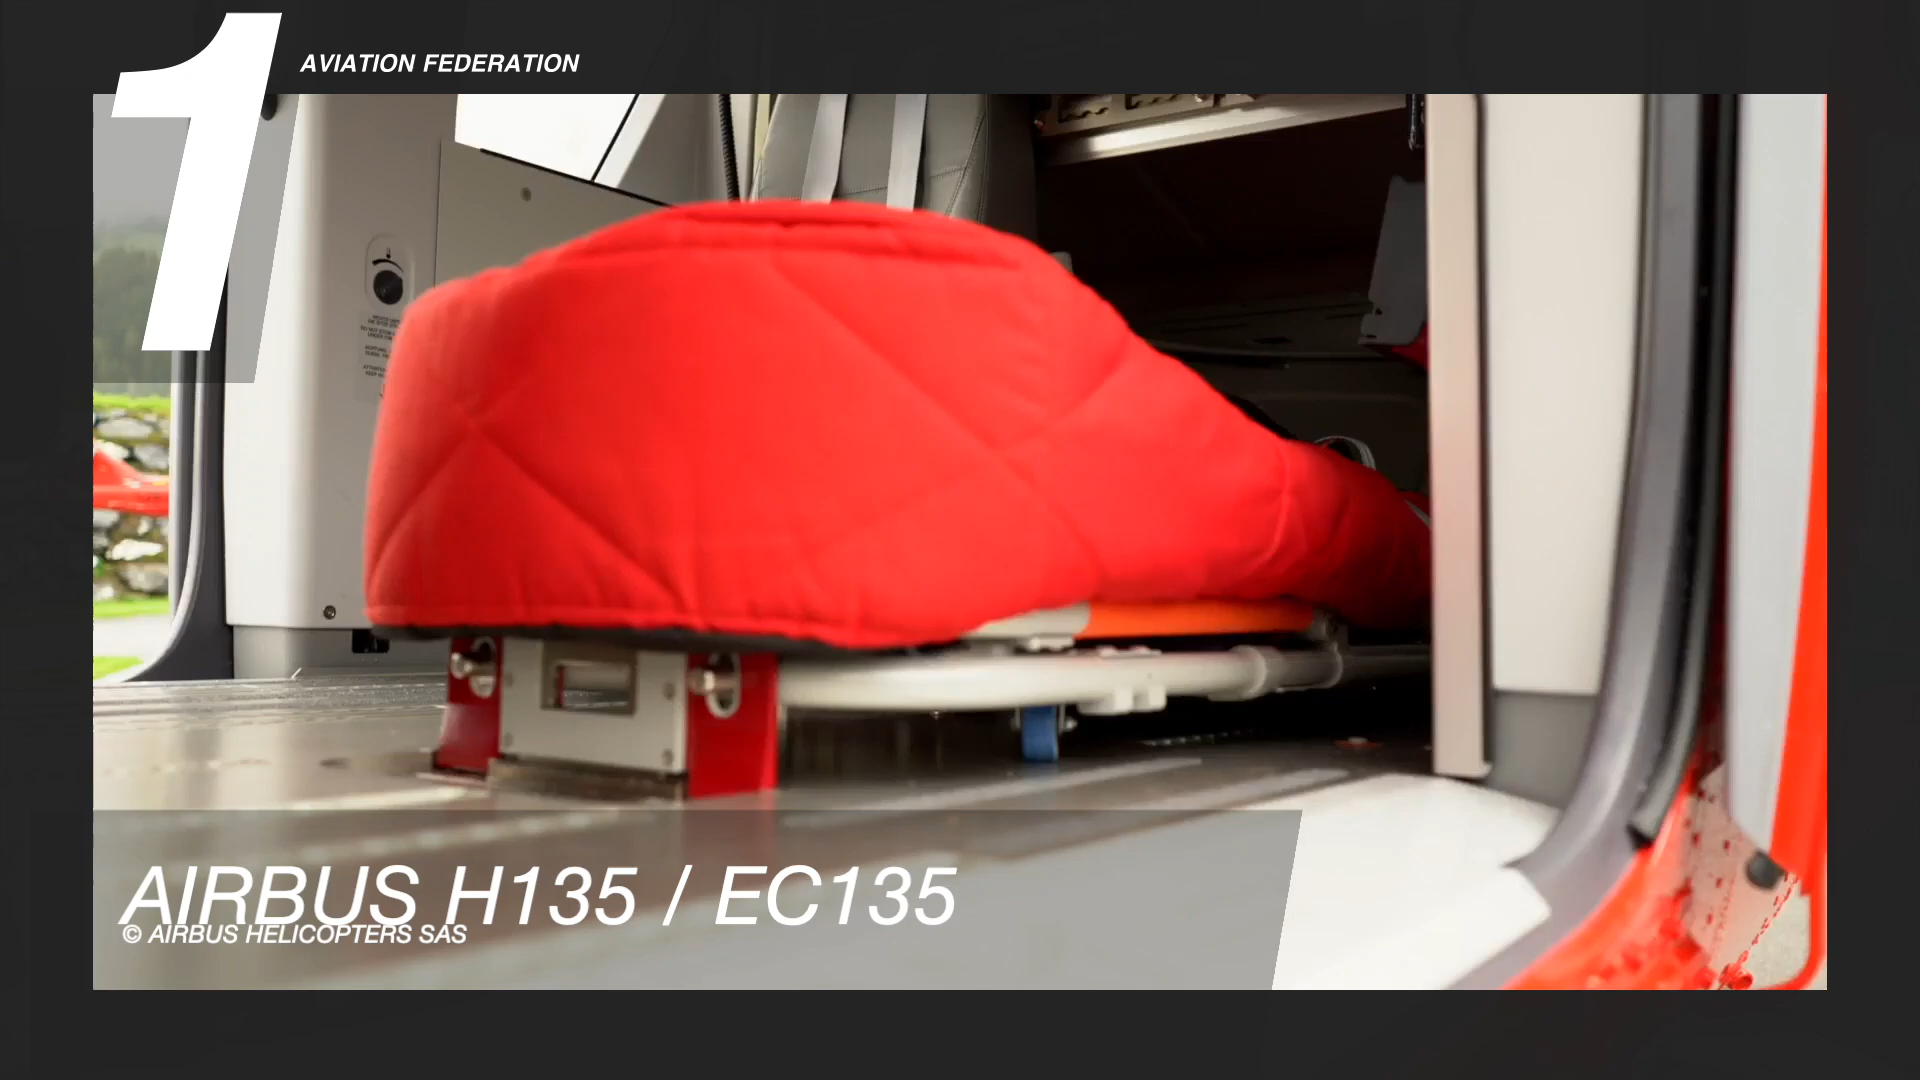 1
AVIATION FEDERATION
AIRBUS H135 / EC135
© AIRBUS HELICOPTERS SAS